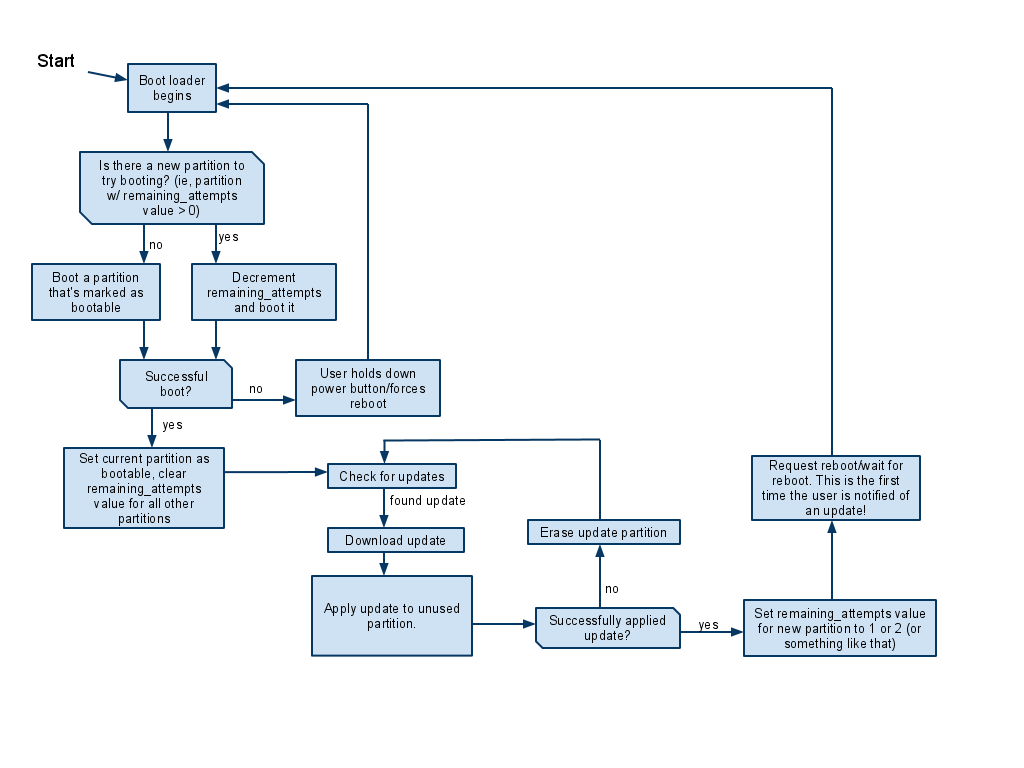 Start
Boot loader
begins
Is there a new partition to
try booting? (ie, partition
w/ remaining_attempts
value > 0)
no
yes
Boot a partition
that's marked as
bootable
Decrement
remaining_attempts
and boot it
Successful
boot?
no
User holds down
power button/forces
reboot
yes
Set current partition as
bootable, clear
remaining_attempts
value for all other
partitions
Check for updates
found update
Download update
Apply update to unused
partition.
Erase update partition
no
Successfully applied
update?
yes
Set remaining_attempts value
for new partition to 1 or 2 (or
something like that)
Request reboot/wait for
reboot. This is the first
time the user is notified of
an update!